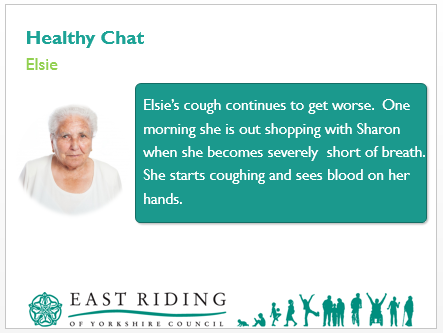 Healthy Chat
Elsie
Elsie's cough continues to get worse.  One
morning she is out shopping with Sharon
when she becomes severely  short of breath.
She starts coughing and sees blood on her
hands.
EAST RIDING
OF YORKSHIRE COUNCIL